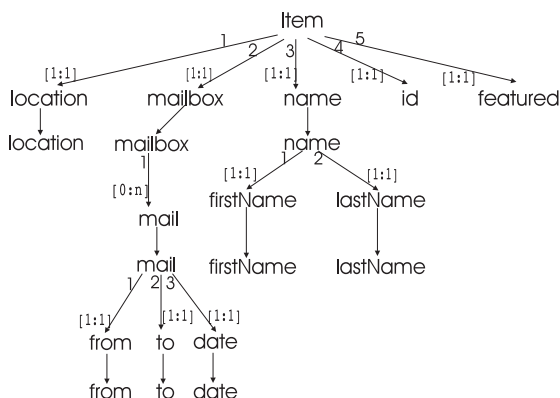 Item
1 2 3 4 5
[1:1] [1:1] [1:1] [1:1] [1:1]
location mailbox name id featured
location mailbox name
1 1 2
[0:n] [1:1] [1:1]
mail firstName lastName
mail firstName lastName
1 2 3
[1:1] [1:1] [1:1]
from to date
from to date